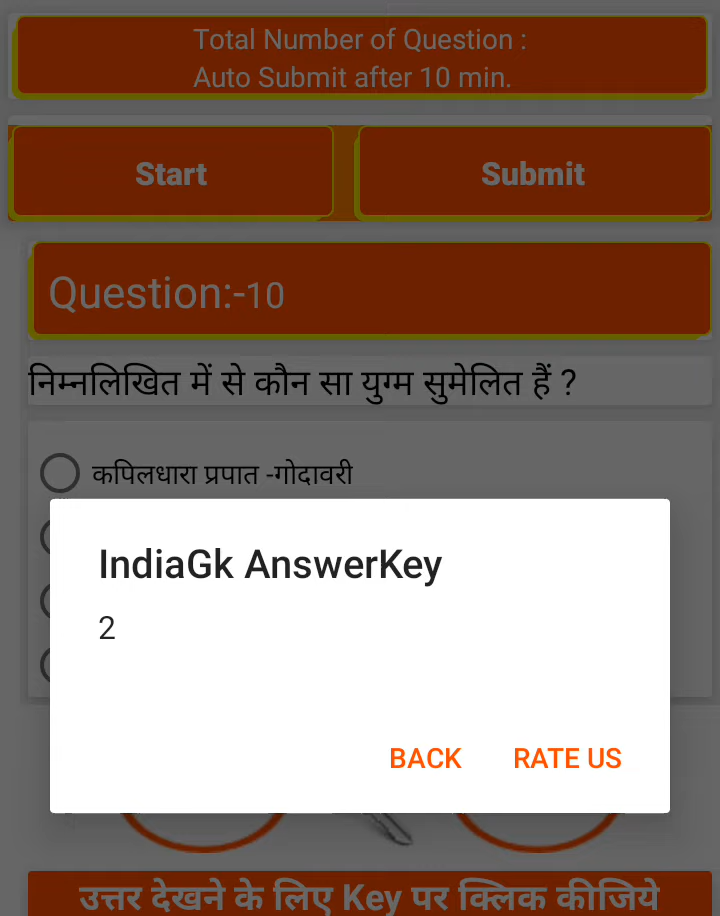 Total Number of Question :
Auto Submit after 10 min.
Start
Submit
Question:-10
निम्नलिखित में से कौन सा युग्म सुमेलित हैं ?
कपिलधारा प्रपात -गोदावरी
IndiaGk AnswerKey
2
BACK
RATE US
उत्तर देखने के लिए Key पर क्लिक कीजिये